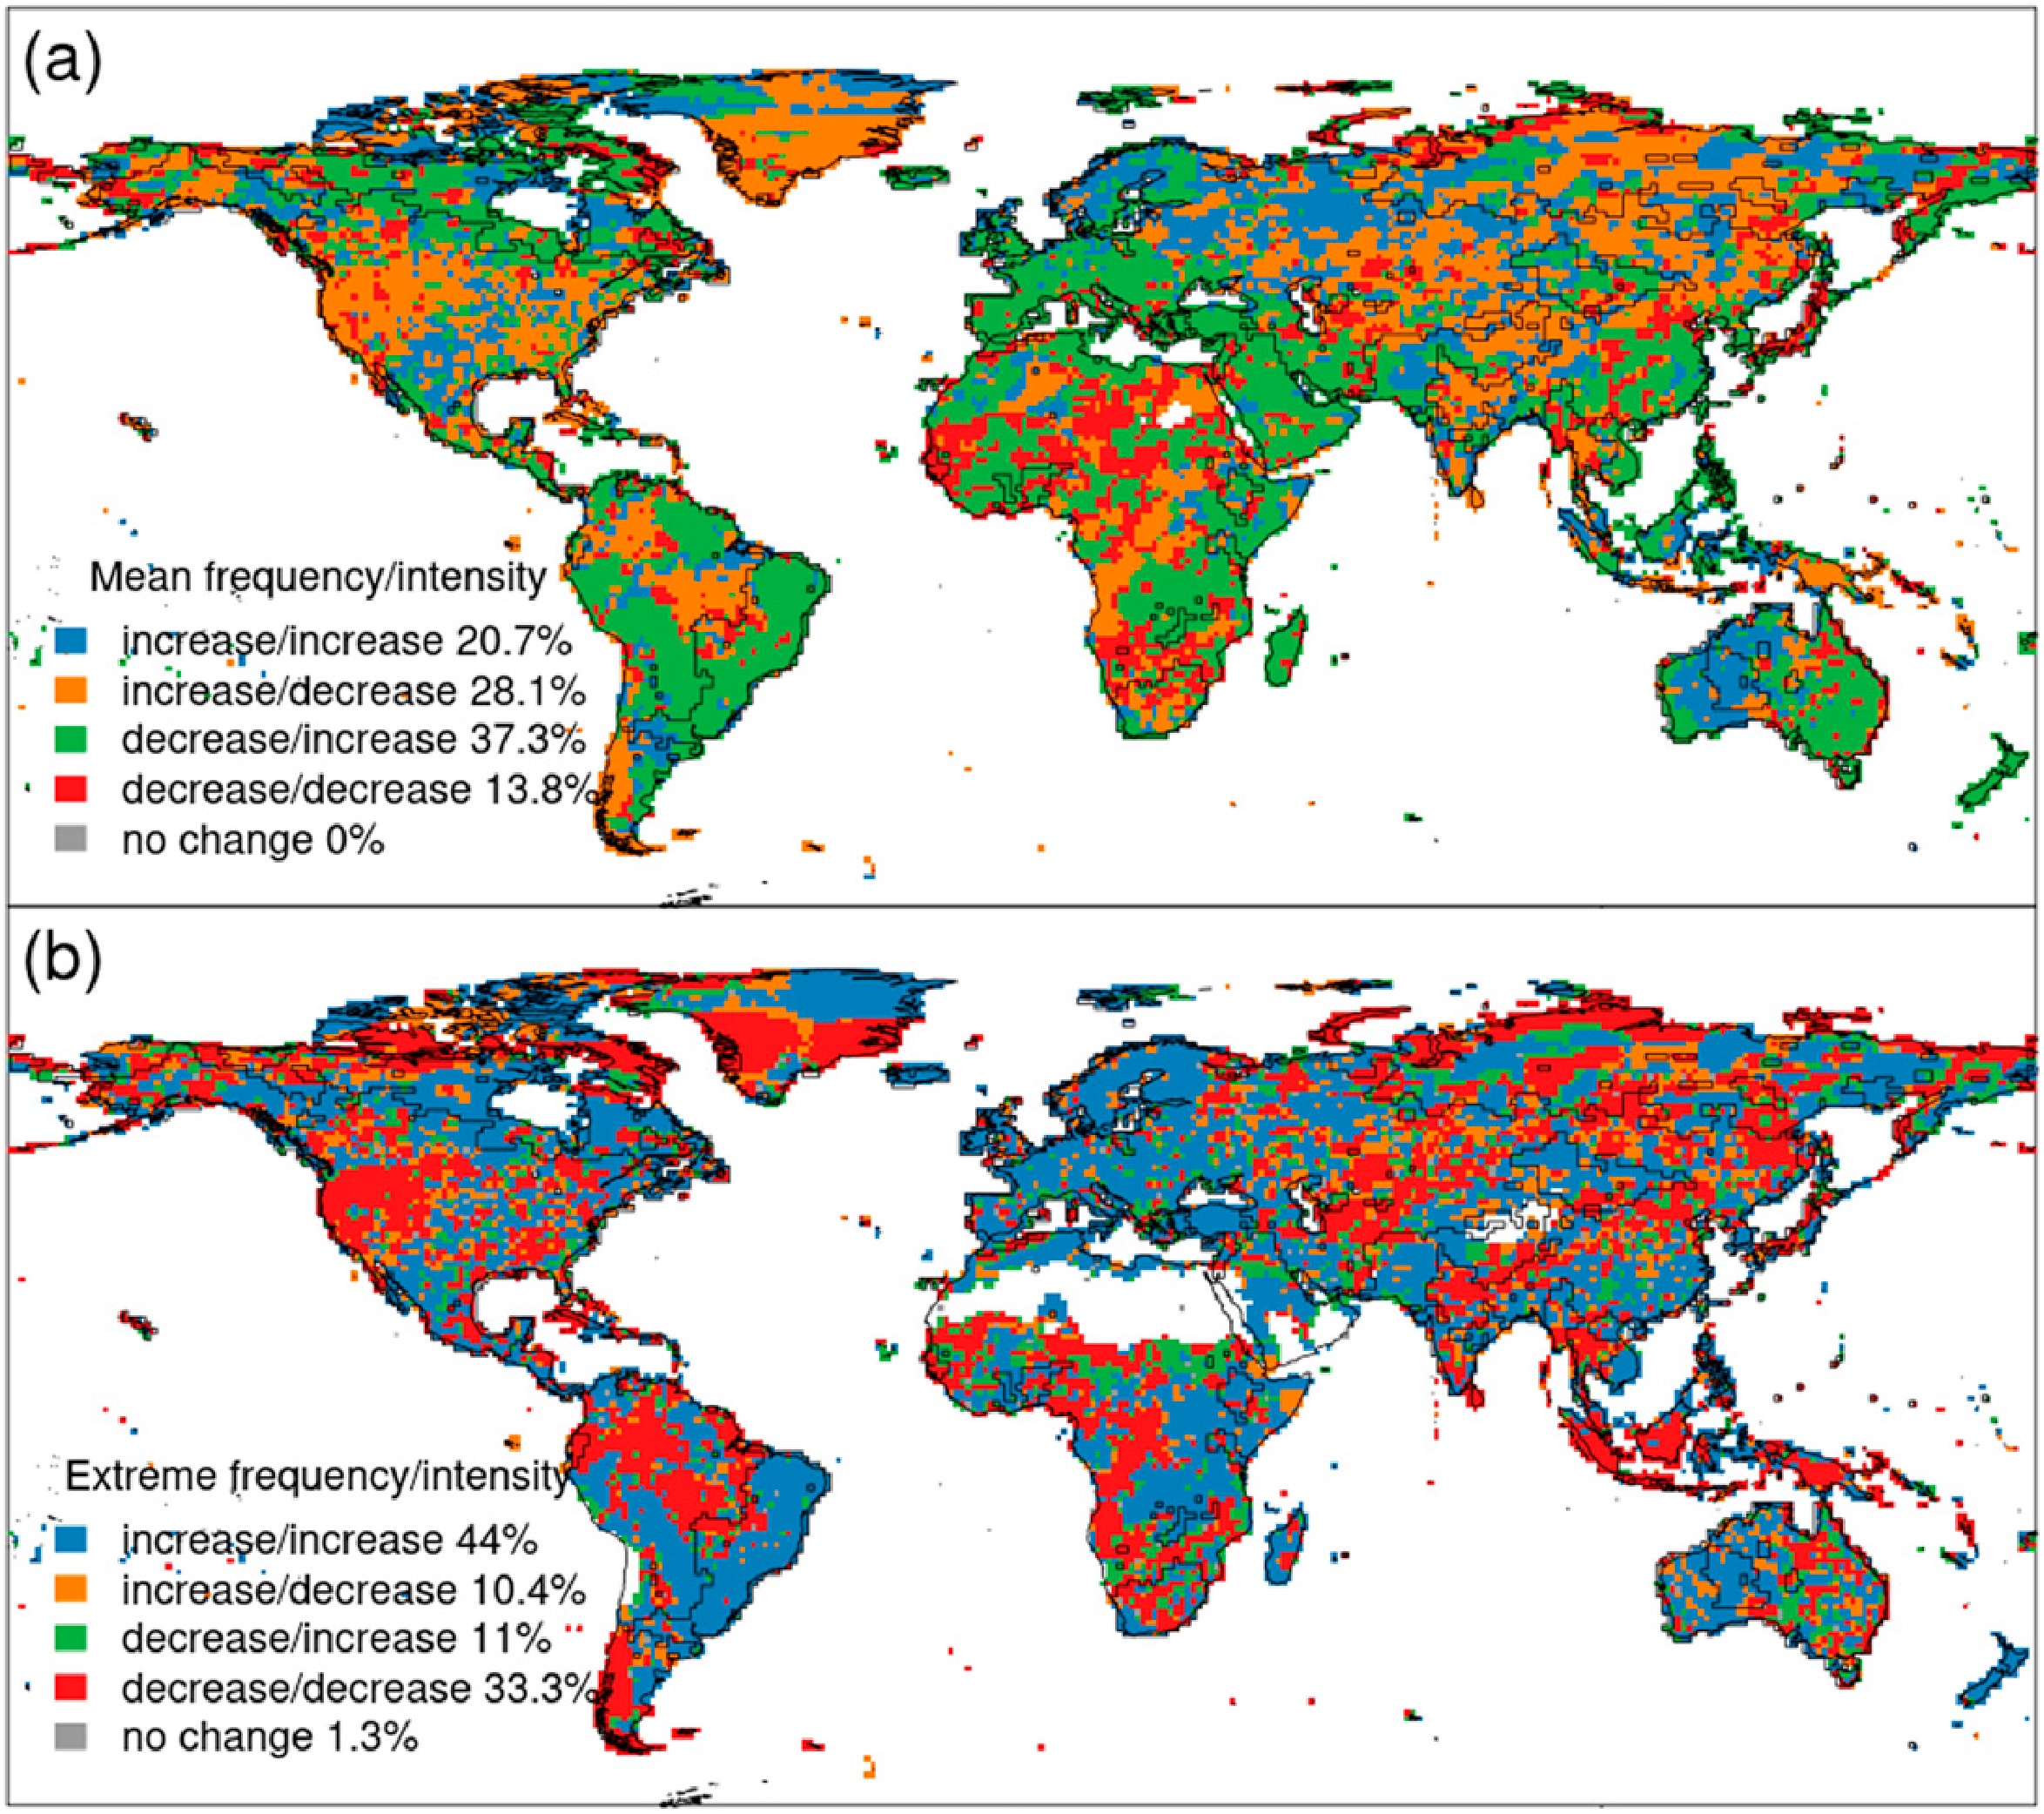 (a)
Mean frequency/intensity
increase/increase 20.7%
increase/decrease 28.1%
decrease/increase 37.3%
decrease/decrease 13.8%
no change 0%
(b)
Extreme frequency/intensity
increase/increase 44%
increase/decrease 10.4%
decrease/increase 11%
decrease/decrease 33.3%
no change 1.3%